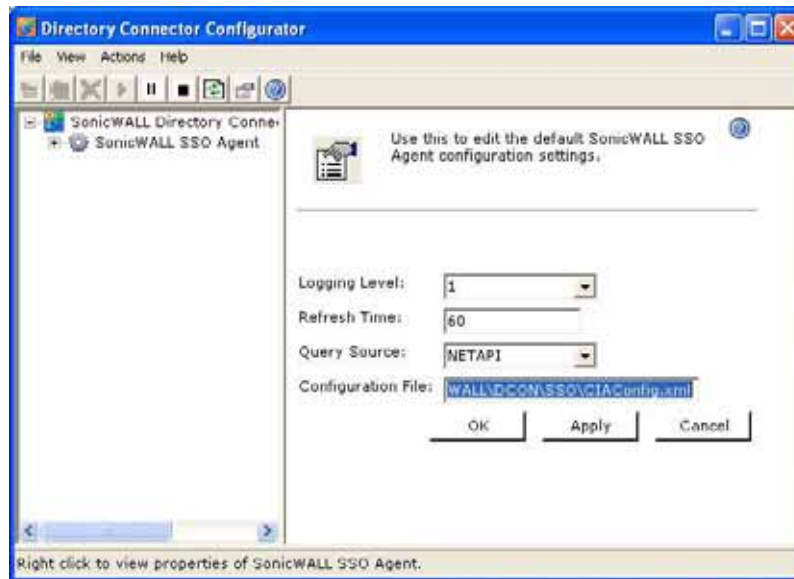 Directory Connector Configurator
File View Actions Help
SonicWALL Directory Conne
SonicWALL SSO Agent
Use this to edit the default SonicWALL SSO
Agent configuration settings.
Logging Level: 1
Refresh Time: 60
Query Source: NETAPI
Configuration File: WALL\DCON\SSO\CIAConfig.xml
OK Apply Cancel
Right click to view properties of SonicWALL SSO Agent.